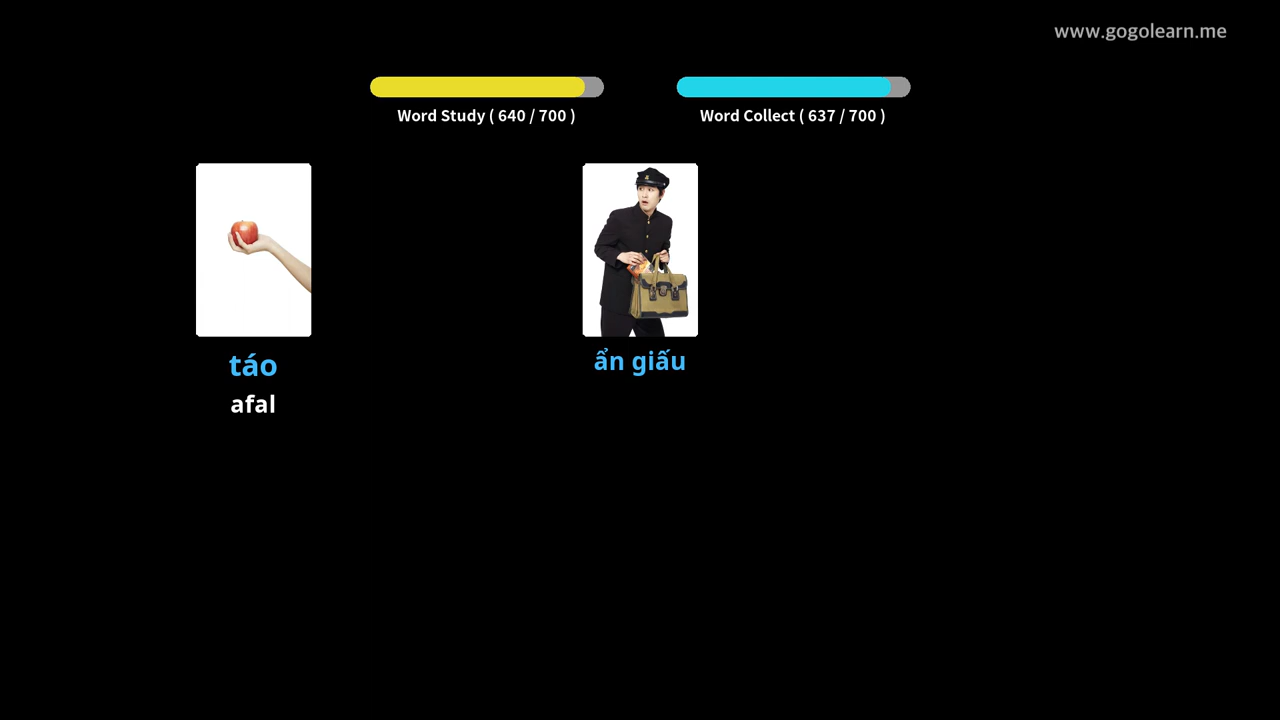 www.gogolearn.me
Word Study ( 640 / 700 )
Word Collect ( 637 / 700 )
táo
afal
ẩn giấu